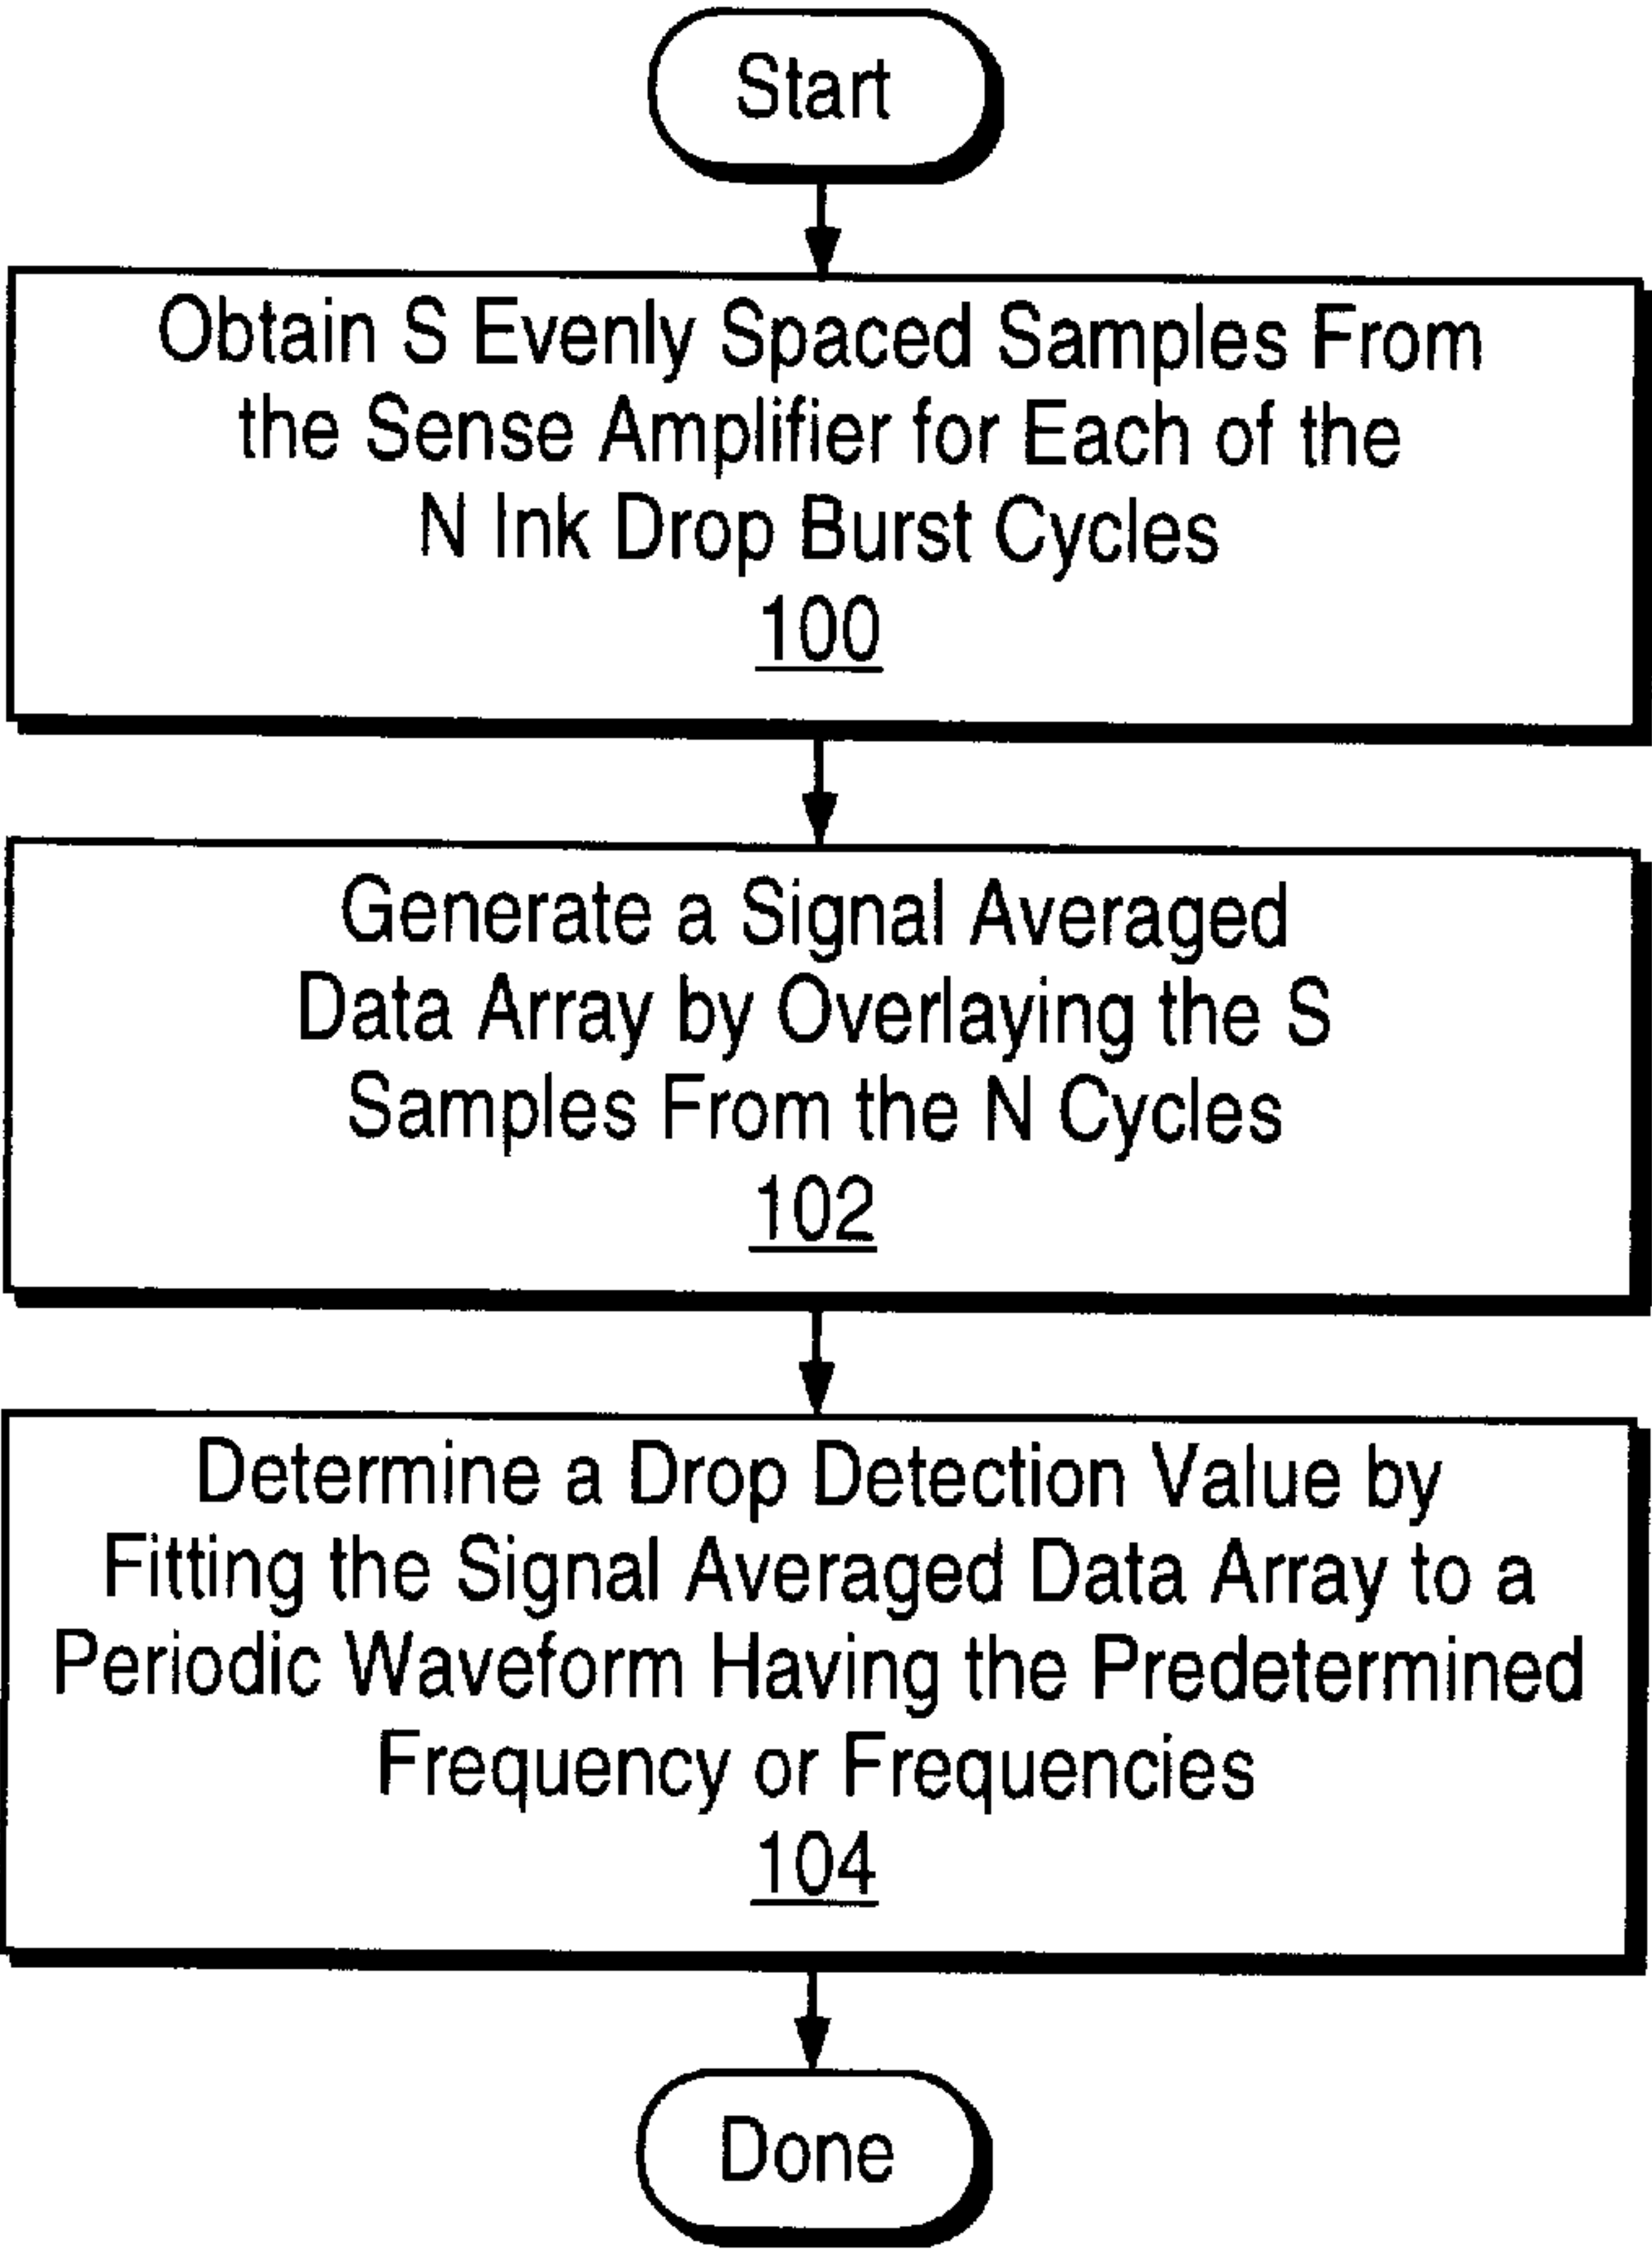 Start
Obtain S Evenly Spaced Samples From
the Sense Amplifier for Each of the
N Ink Drop Burst Cycles
100
Generate a Signal Averaged
Data Array by Overlaying the S
Samples From the N Cycles
102
Determine a Drop Detection Value by
Fitting the Signal Averaged Data Array to a
Periodic Waveform Having the Predetermined
Frequency or Frequencies
104
Done